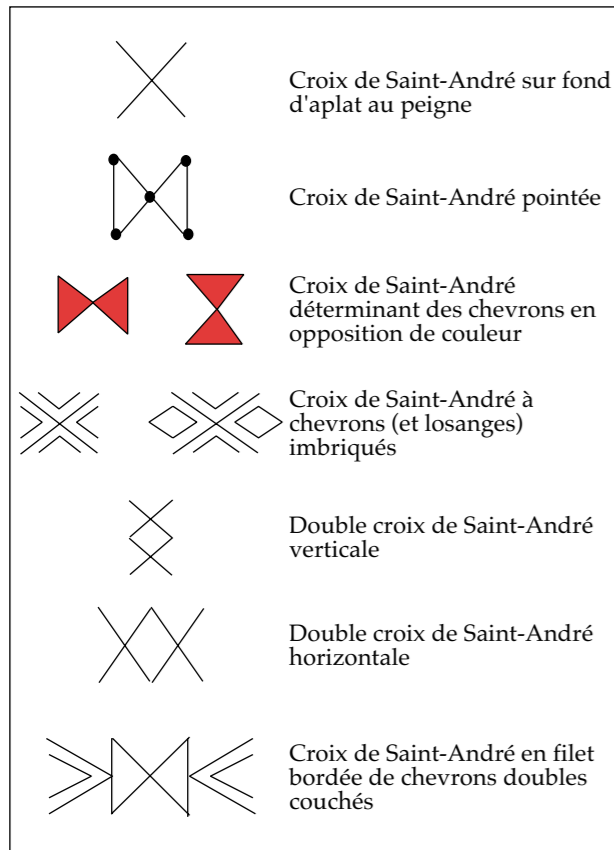 Croix de Saint-André sur fond
d'aplat au peigne
Croix de Saint-André pointée
Croix de Saint-André
déterminant des chevrons en
opposition de couleur
Croix de Saint-André à
chevrons (et losanges)
imbriqués
Double croix de Saint-André
verticale
Double croix de Saint-André
horizontale
Croix de Saint-André en filet
bordée de chevrons doubles
couchés